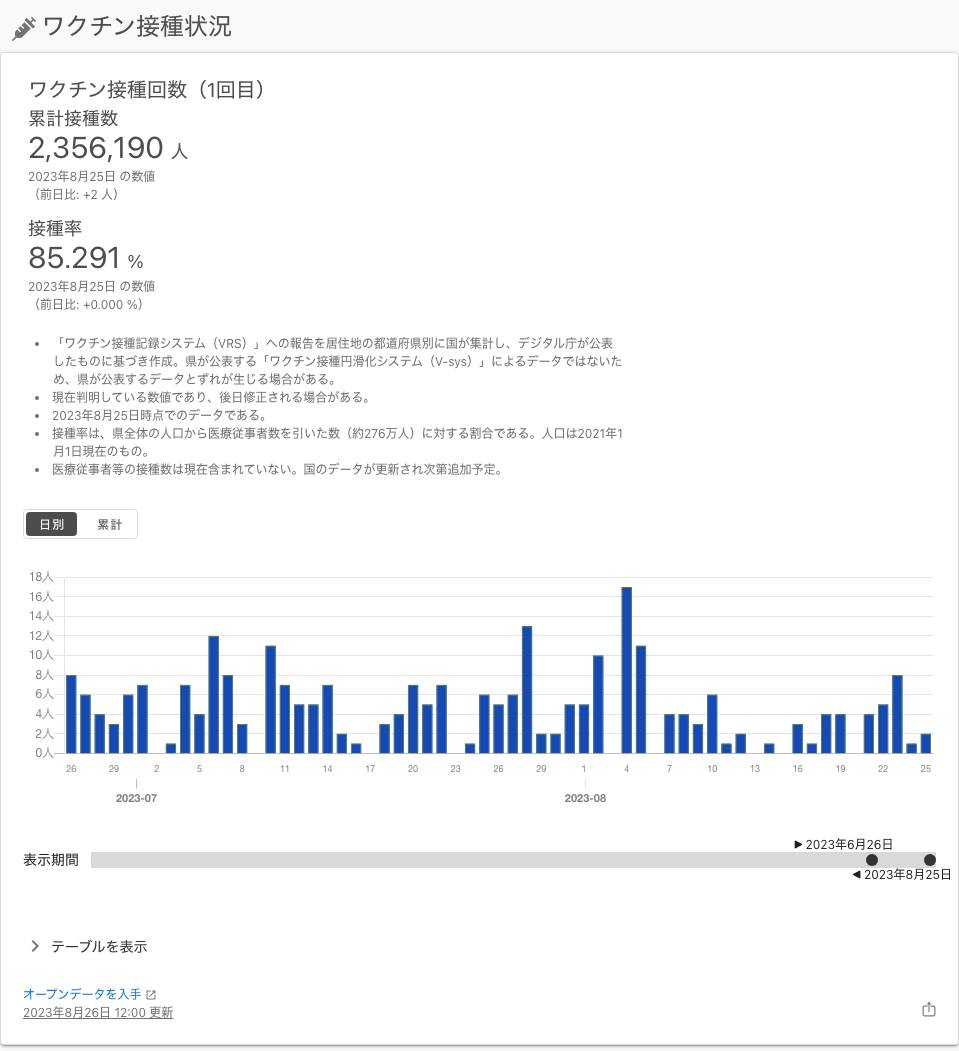 ワクチン接種状況
ワクチン接種回数（1回目）
累計接種数
2,356,190 人
2023年8月25日 の数値
（前日比: +2 人）
接種率
85.291 %
2023年8月25日 の数値
（前日比: +0.000 %）
• 「ワクチン接種記録システム（VRS）」への報告を居住地の都道府県別に国が集計し、デジタル庁が公表
したものに基づき作成。県が公表する「ワクチン接種円滑化システム（V-sys）」によるデータではないた
め、県が公表するデータとずれが生じる場合がある。
• 現在判明している数値であり、後日修正される場合がある。
• 2023年8月25日時点でのデータである。
• 接種率は、県全体の人口から医療従事者数を引いた数（約276万人）に対する割合である。人口は2021年1
月1日現在のもの。
• 医療従事者等の接種数は現在含まれていない。国のデータが更新され次第追加予定。
日別 累計
18人
16人
14人
12人
10人
8人
6人
4人
2人
0人
26 29 2 5 8 11 14 17 20 23 26 29 1 4 7 10 13 16 19 22 25
2023-07 2023-08
▶ 2023年6月26日
表示期間
◀ 2023年8月25日
テーブルを表示
オープンデータを入手
2023年8月26日 12:00 更新